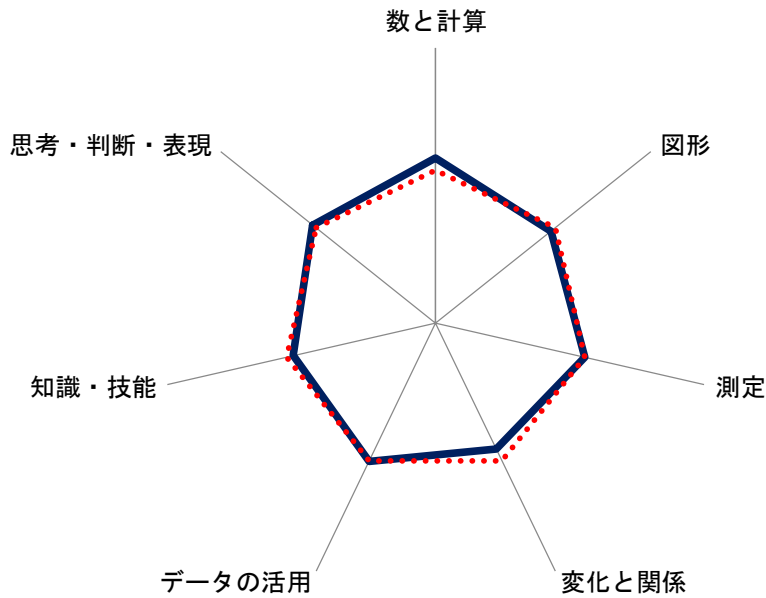 数と計算
思考・判断・表現
図形
知識・技能
測定
データの活用
変化と関係